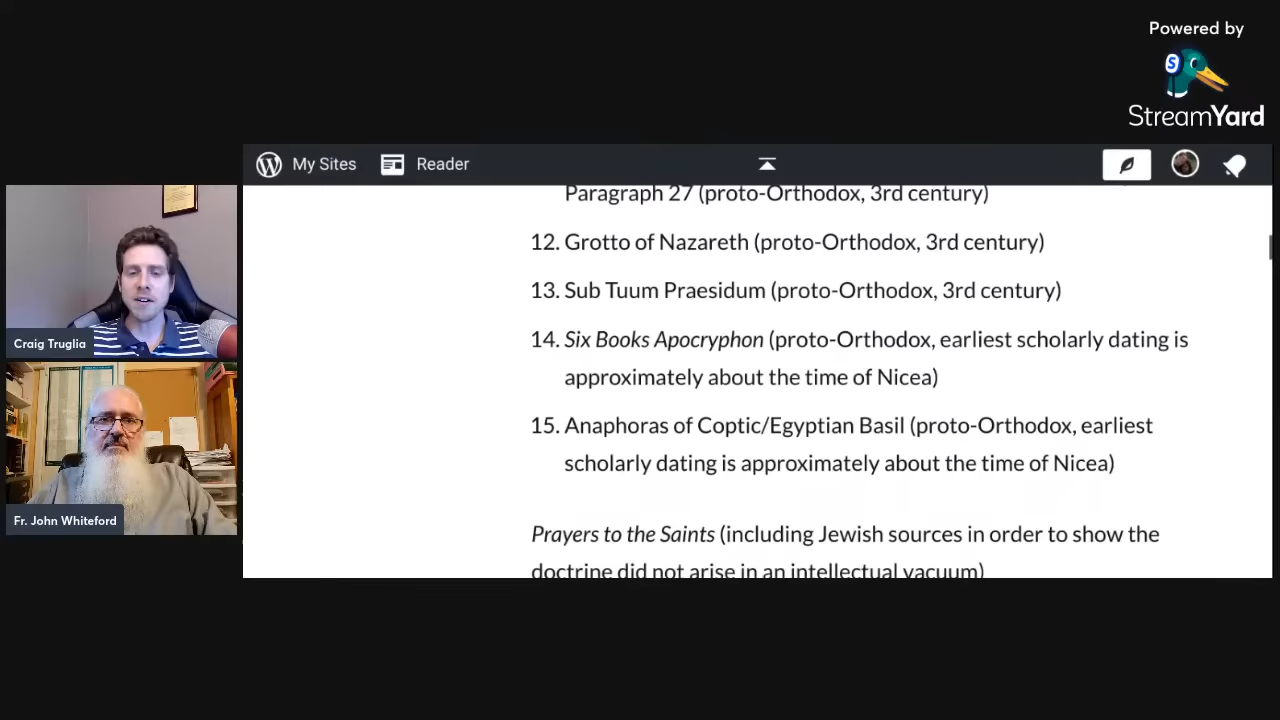 Powered by
StreamYard
My Sites
Reader
Paragraph 27 (proto-Orthodox, 3rd century)
12. Grotto of Nazareth (proto-Orthodox, 3rd century)
13. Sub Tuum Praesidum (proto-Orthodox, 3rd century)
14. Six Books Apocryphon (proto-Orthodox, earliest scholarly dating is
approximately about the time of Nicea)
15. Anaphoras of Coptic/Egyptian Basil (proto-Orthodox, earliest
scholarly dating is approximately about the time of Nicea)
Prayers to the Saints (including Jewish sources in order to show the
doctrine did not arise in an intellectual vacuum)
Craig Truglia
Fr. John Whiteford